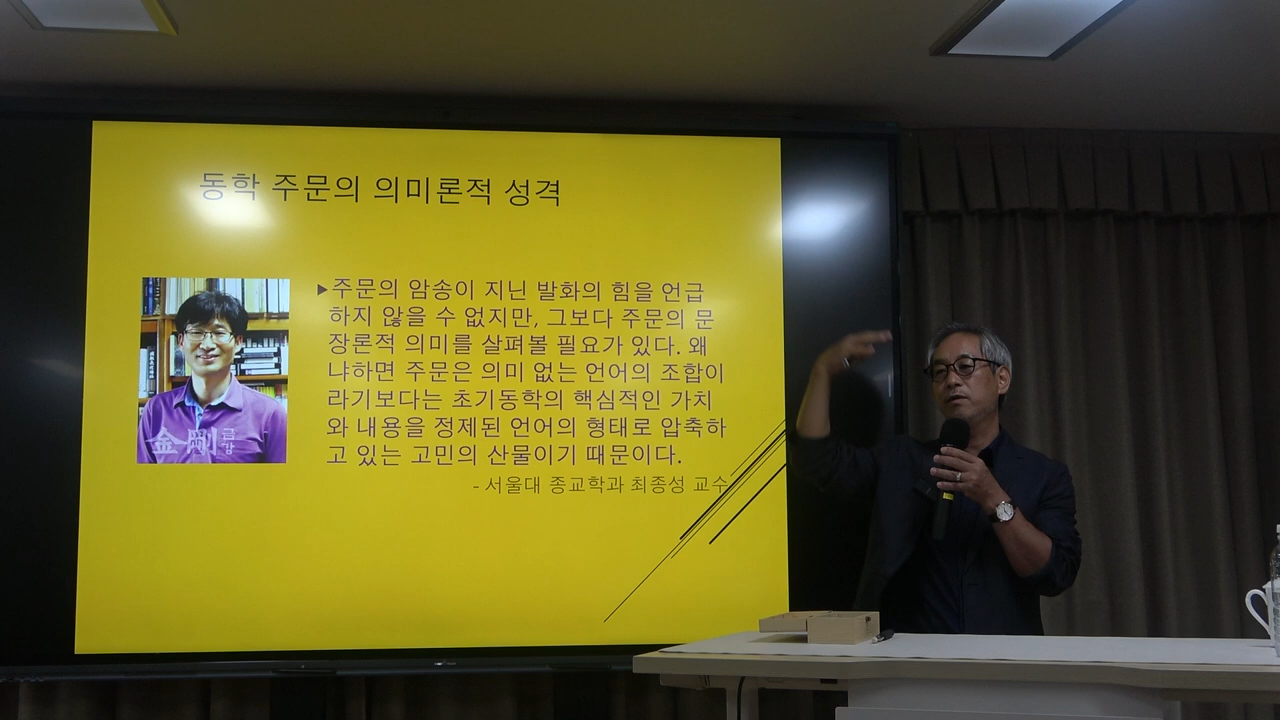 동학 주문의 의미론적 성격
▶주문의 암송이 지닌 발화의 힘을 언급
하지 않을 수 없지만, 그보다 주문의 문
장론적 의미를 살펴볼 필요가 있다. 왜
냐하면 주문은 의미 없는 언어의 조합이
라기보다는 초기동학의 핵심적인 가치
와 내용을 정제된 언어의 형태로 압축하
고 있는 고민의 산물이기 때문이다.
- 서울대 종교학과 최종성 교수
金剛 금강